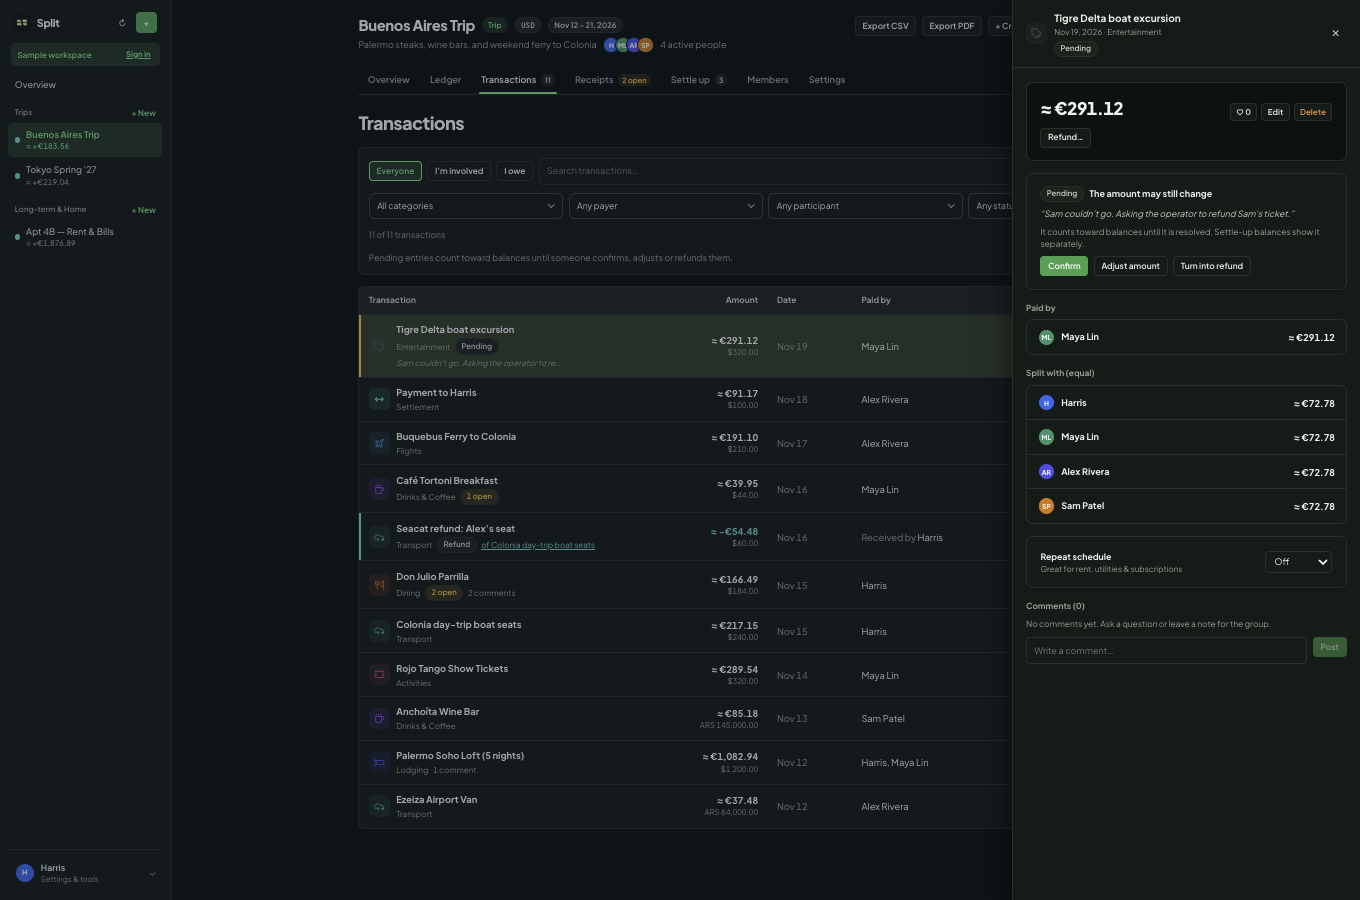 Split
Sample workspace Sign in
Overview
Trips + New
Buenos Aires Trip
≈ +€183.56
Tokyo Spring '27
≈ +€219.04
Long-term & Home + New
Apt 4B — Rent & Bills
≈ +€1,876.89
H Harris
Settings & tools
Buenos Aires Trip Trip USD Nov 12 – 21, 2026
Export CSV Export PDF
Palermo steaks, wine bars, and weekend ferry to Colonia H ML AR SP 4 active people
Overview Ledger Transactions 11 Receipts 2 open Settle up 3 Members Settings
Transactions
Everyone I'm involved I owe Search transactions…
All categories Any payer Any participant
11 of 11 transactions
Pending entries count toward balances until someone confirms, adjusts or refunds them.
Transaction Amount Date Paid by
Tigre Delta boat excursion
Entertainment Pending
Sam couldn't go. Asking the operator to re…
≈ €291.12
$320.00
Nov 19 Maya Lin
Payment to Harris
Settlement
≈ €91.17
$100.00
Nov 18 Alex Rivera
Buquebus Ferry to Colonia
Flights
≈ €191.10
$210.00
Nov 17 Alex Rivera
Café Tortoni Breakfast
Drinks & Coffee 1 open
≈ €39.95
$44.00
Nov 16 Maya Lin
Seacat refund: Alex's seat
Transport Refund of Colonia day-trip boat seats
≈ −€54.48
$60.00
Nov 16 Received by Harris
Don Julio Parrilla
Dining 2 open 2 comments
≈ €166.49
$184.00
Nov 15 Harris
Colonia day-trip boat seats
Transport
≈ €217.15
$240.00
Nov 15 Harris
Rojo Tango Show Tickets
Activities
≈ €289.54
$320.00
Nov 14 Maya Lin
Anchoíta Wine Bar
Drinks & Coffee
≈ €85.18
ARS 145,000.00
Nov 13 Sam Patel
Palermo Soho Loft (5 nights)
Lodging 1 comment
≈ €1,082.94
$1,200.00
Nov 12 Harris, Maya Lin
Ezeiza Airport Van
Transport
≈ €37.48
ARS 64,000.00
Nov 12 Alex Rivera
Tigre Delta boat excursion
Nov 19, 2026 · Entertainment
Pending
≈ €291.12
♡ 0 Edit Delete
Refund…
Pending The amount may still change
"Sam couldn't go. Asking the operator to refund Sam's ticket."
It counts toward balances until it is resolved. Settle-up balances show it
separately.
Confirm Adjust amount Turn into refund
Paid by
ML Maya Lin ≈ €291.12
Split with (equal)
H Harris ≈ €72.78
ML Maya Lin ≈ €72.78
AR Alex Rivera ≈ €72.78
SP Sam Patel ≈ €72.78
Repeat schedule
Great for rent, utilities & subscriptions
Off
Comments (0)
No comments yet. Ask a question or leave a note for the group.
Write a comment…
Post